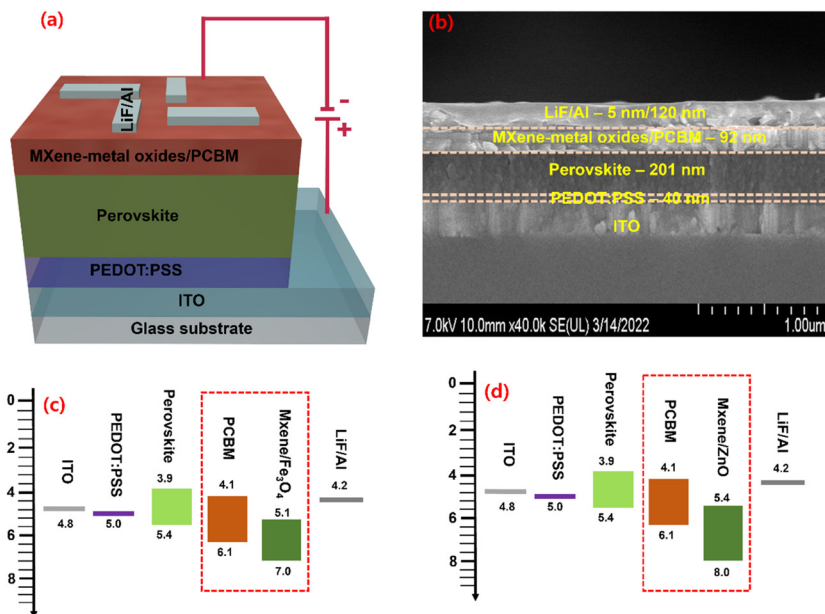 (a)
LiF/Al
MXene-metal oxides/PCBM
Perovskite
PEDOT:PSS
ITO
Glass substrate
-
+
(b)
LiF/Al – 5 nm/120 nm
MXene-metal oxides/PCBM – 92 nm
Perovskite – 201 nm
PEDOT:PSS – 40 nm
ITO
7.0kV 10.0mm x40.0k SE(UL) 3/14/2022
1.00um
(c)
0
2
4
6
8
ITO
4.8
PEDOT:PSS
5.0
Perovskite
3.9
5.4
PCBM
4.1
6.1
Mxene/Fe₃O₄
5.1
7.0
LiF/Al
4.2
(d)
0
2
4
6
8
ITO
4.8
PEDOT:PSS
5.0
Perovskite
3.9
5.4
PCBM
4.1
6.1
Mxene/ZnO
5.4
8.0
LiF/Al
4.2